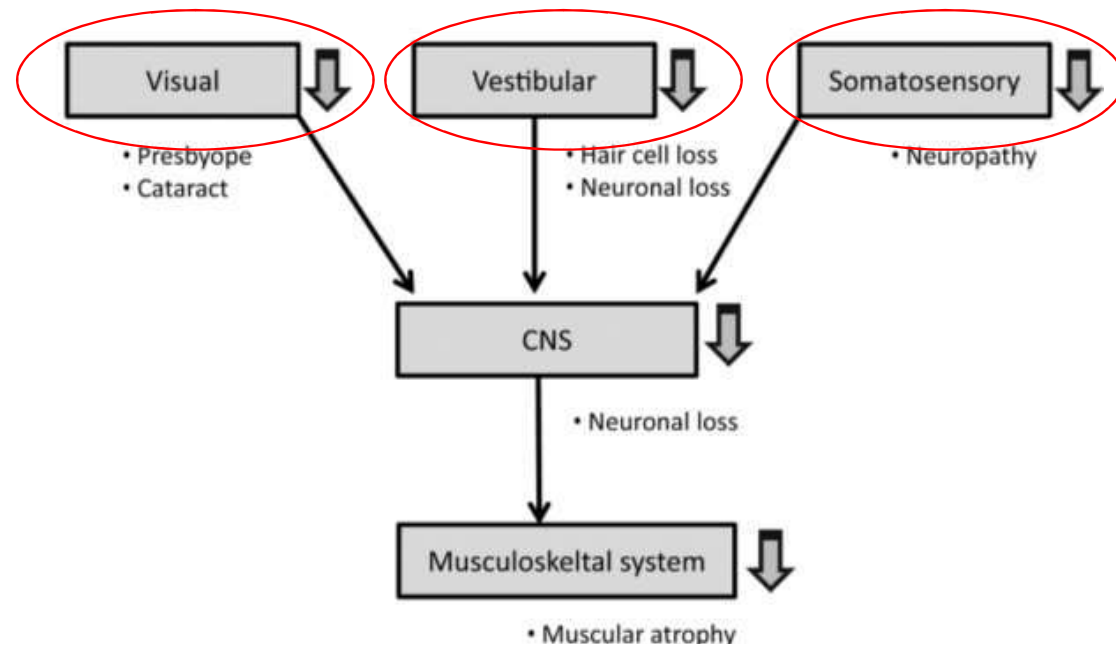 Visual
Vestibular
Somatosensory
• Presbyope
• Cataract
• Hair cell loss
• Neuronal loss
• Neuropathy
CNS
• Neuronal loss
Musculoskeltal system
• Muscular atrophy